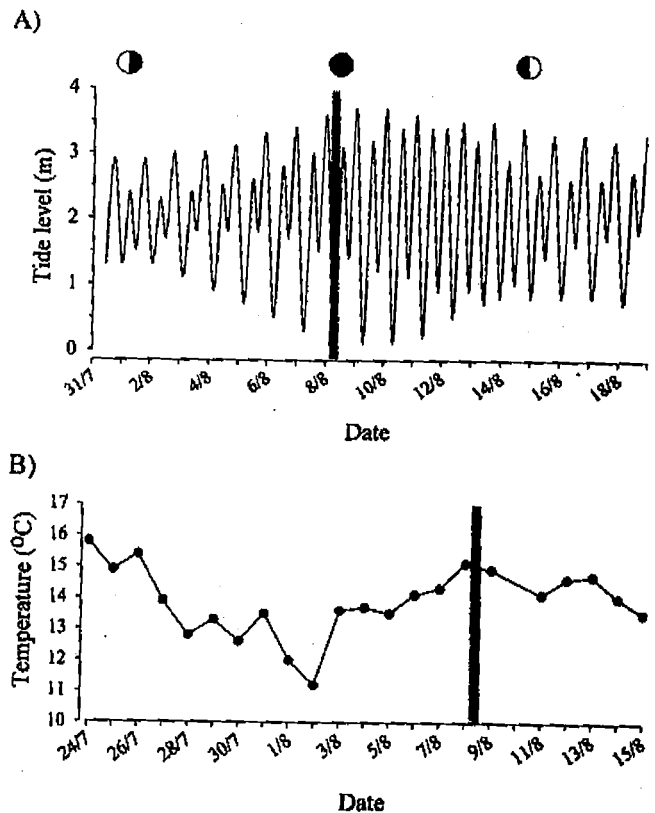 A)
Tide level (m)
4
3
2
1
0
31/7 2/8 4/8 6/8 8/8 10/8 12/8 14/8 16/8 18/8
Date
B)
Temperature (°C)
17
16
15
14
13
12
11
10
24/7 26/7 28/7 30/7 1/8 3/8 5/8 7/8 9/8 11/8 13/8 15/8
Date